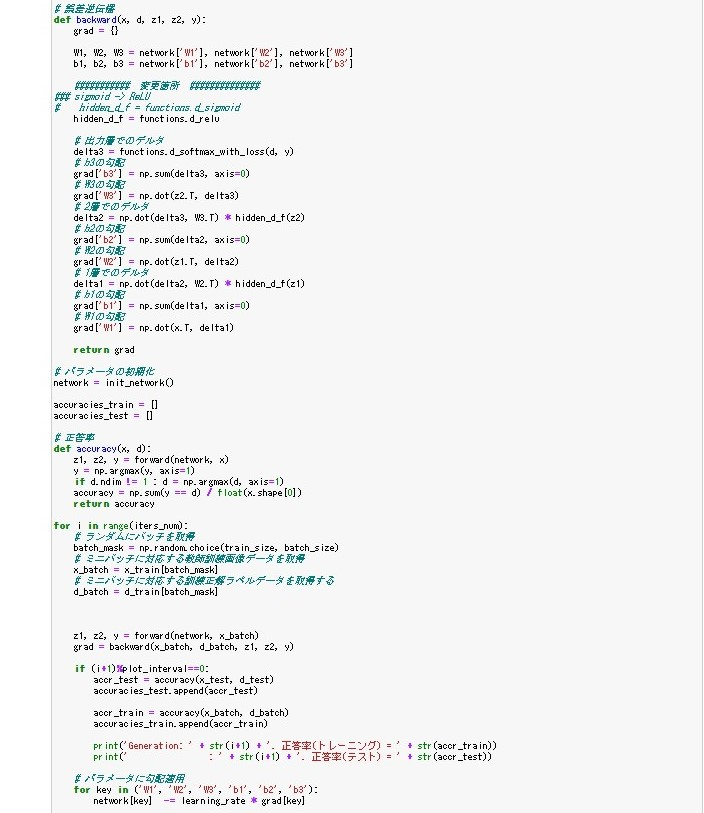 # 誤差逆伝播
def backward(x, d, z1, z2, y):
    grad = {}

    W1, W2, W3 = network['W1'], network['W2'], network['W3']
    b1, b2, b3 = network['b1'], network['b2'], network['b3']

    ###########  変更箇所  ##############
### sigmoid -> ReLU
#    hidden_d_f = functions.d_sigmoid
    hidden_d_f = functions.d_relu

    # 出力層でのデルタ
    delta3 = functions.d_softmax_with_loss(d, y)
    # b3の勾配
    grad['b3'] = np.sum(delta3, axis=0)
    # W3の勾配
    grad['W3'] = np.dot(z2.T, delta3)
    # 2層でのデルタ
    delta2 = np.dot(delta3, W3.T) * hidden_d_f(z2)
    # b2の勾配
    grad['b2'] = np.sum(delta2, axis=0)
    # W2の勾配
    grad['W2'] = np.dot(z1.T, delta2)
    # 1層でのデルタ
    delta1 = np.dot(delta2, W2.T) * hidden_d_f(z1)
    # b1の勾配
    grad['b1'] = np.sum(delta1, axis=0)
    # W1の勾配
    grad['W1'] = np.dot(x.T, delta1)

    return grad

# パラメータの初期化
network = init_network()

accuracies_train = []
accuracies_test = []

# 正答率
def accuracy(x, d):
    z1, z2, y = forward(network, x)
    y = np.argmax(y, axis=1)
    if d.ndim != 1 : d = np.argmax(d, axis=1)
    accuracy = np.sum(y == d) / float(x.shape[0])
    return accuracy

for i in range(iters_num):
    # ランダムにバッチを取得
    batch_mask = np.random.choice(train_size, batch_size)
    # ミニバッチに対応する教師訓練画像データを取得
    x_batch = x_train[batch_mask]
    # ミニバッチに対応する訓練正解ラベルデータを取得する
    d_batch = d_train[batch_mask]

    z1, z2, y = forward(network, x_batch)
    grad = backward(x_batch, d_batch, z1, z2, y)

    if (i+1)%plot_interval==0:
        accr_test = accuracy(x_test, d_test)
        accuracies_test.append(accr_test)

        accr_train = accuracy(x_batch, d_batch)
        accuracies_train.append(accr_train)

        print('Generation: ' + str(i+1) + '. 正答率(トレーニング) = ' + str(accr_train))
        print('                : ' + str(i+1) + '. 正答率(テスト) = ' + str(accr_test))

    # パラメータに勾配適用
    for key in ('W1', 'W2', 'W3', 'b1', 'b2', 'b3'):
        network[key]  -= learning_rate * grad[key]